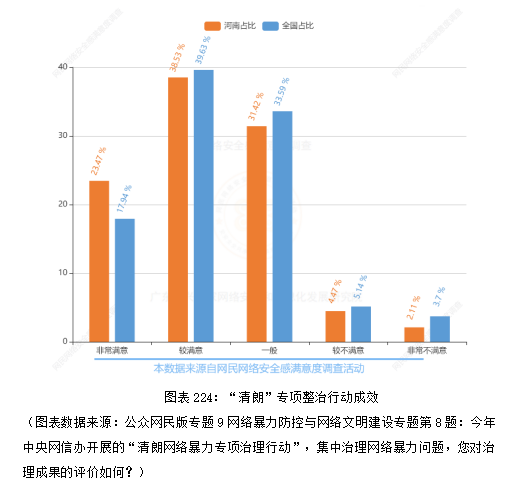 河南占比 全国占比
40
30
20
10
0
23.47 %
17.94 %
38.53 %
39.63 %
31.42 %
33.59 %
4.47 %
5.14 %
2.11 %
3.7 %
非常满意 较满意 一般 较不满意 非常不满意
本数据来源自网民网络安全感满意度调查活动
图表 224：“清朗”专项整治行动成效
（图表数据来源：公众网民版专题 9 网络暴力防控与网络文明建设专题第 8 题：今年
中央网信办开展的“清朗网络暴力专项治理行动”，集中治理网络暴力问题，您对治
理成果的评价如何？）